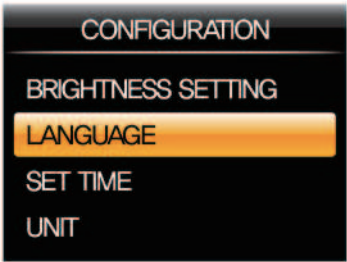 CONFIGURATION
BRIGHTNESS SETTING
LANGUAGE
SET TIME
UNIT